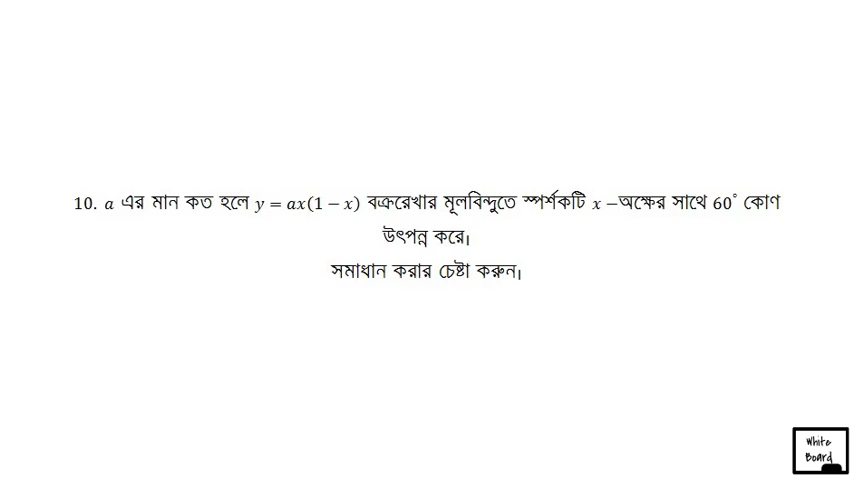 10. a এর মান কত হলে y = ax(1 − x) বক্ররেখার মূলবিন্দুতে স্পর্শকটি x −অক্ষের সাথে 60° কোণ
উৎপন্ন করে।
সমাধান করার চেষ্টা করুন।
White
Board